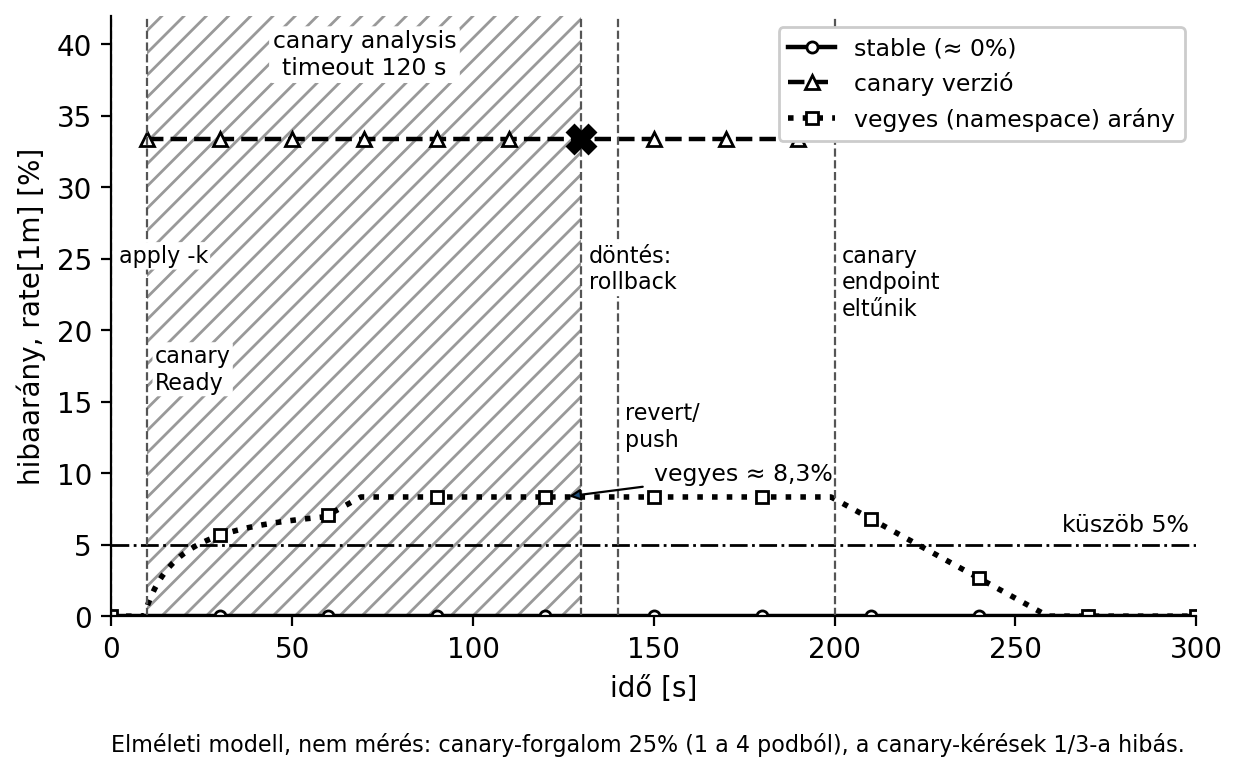 canary analysis
timeout 120 s
stable (≈ 0%)
canary verzió
vegyes (namespace) arány
hibaarány, rate[1m] [%]
40
35
30
25
20
15
10
5
0
apply -k
canary
Ready
döntés:
rollback
canary
endpoint
eltűnik
revert/
push
vegyes ≈ 8,3%
küszöb 5%
0
50
100
150
200
250
300
idő [s]
Elméleti modell, nem mérés: canary-forgalom 25% (1 a 4 podból), a canary-kérések 1/3-a hibás.